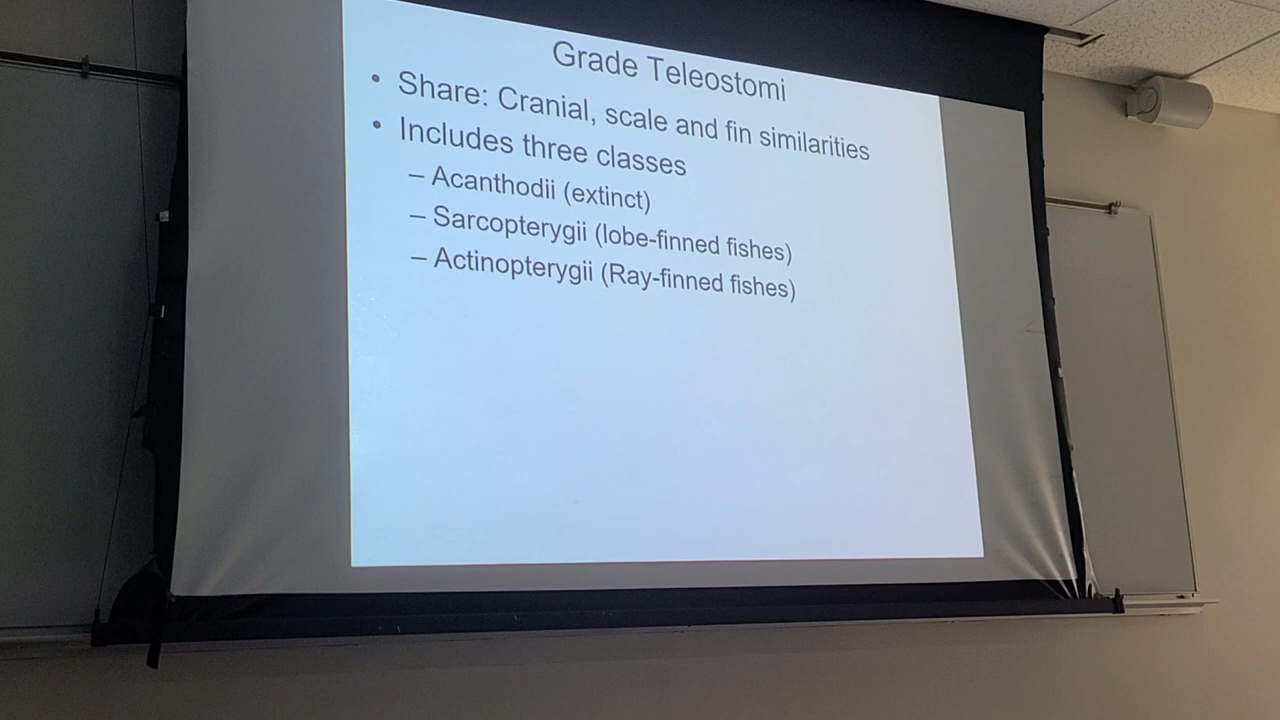 Grade Teleostomi
• Share: Cranial, scale and fin similarities
• Includes three classes
– Acanthodii (extinct)
– Sarcopterygii (lobe-finned fishes)
– Actinopterygii (Ray-finned fishes)